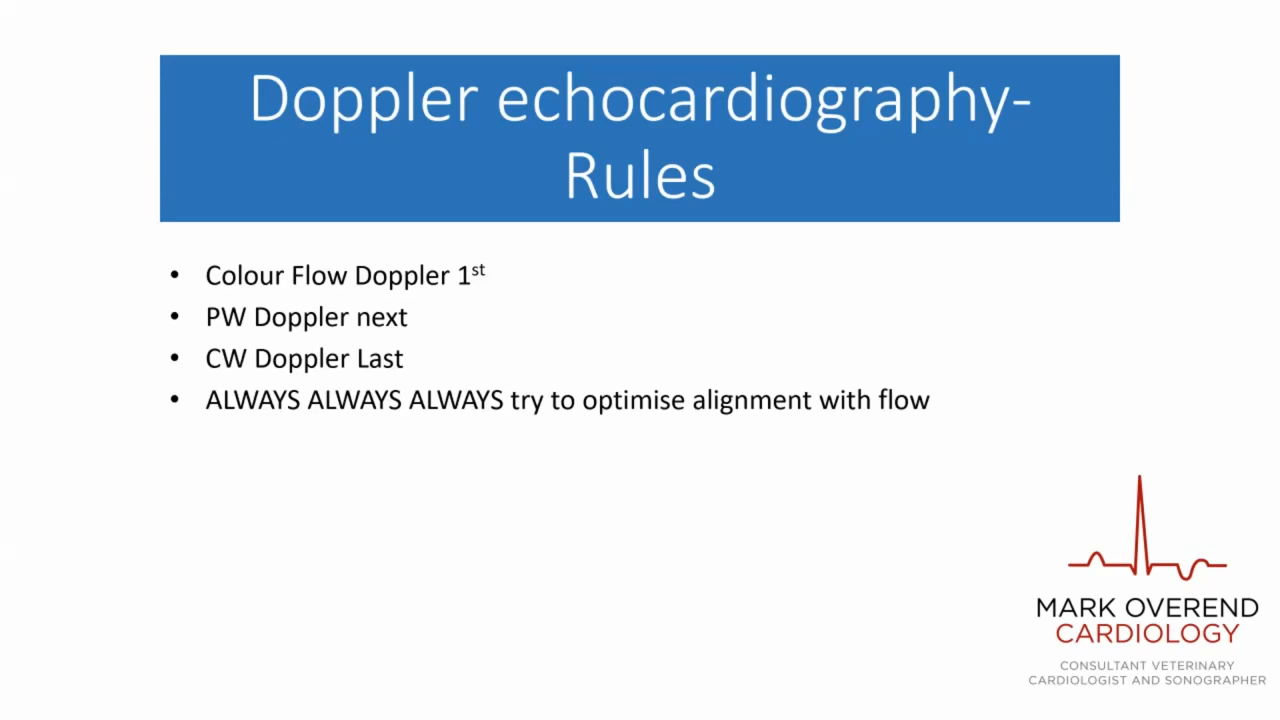 Doppler echocardiography-
Rules
• Colour Flow Doppler 1st
• PW Doppler next
• CW Doppler Last
• ALWAYS ALWAYS ALWAYS try to optimise alignment with flow
MARK OVEREND
CARDIOLOGY
CONSULTANT VETERINARY
CARDIOLOGIST AND SONOGRAPHER